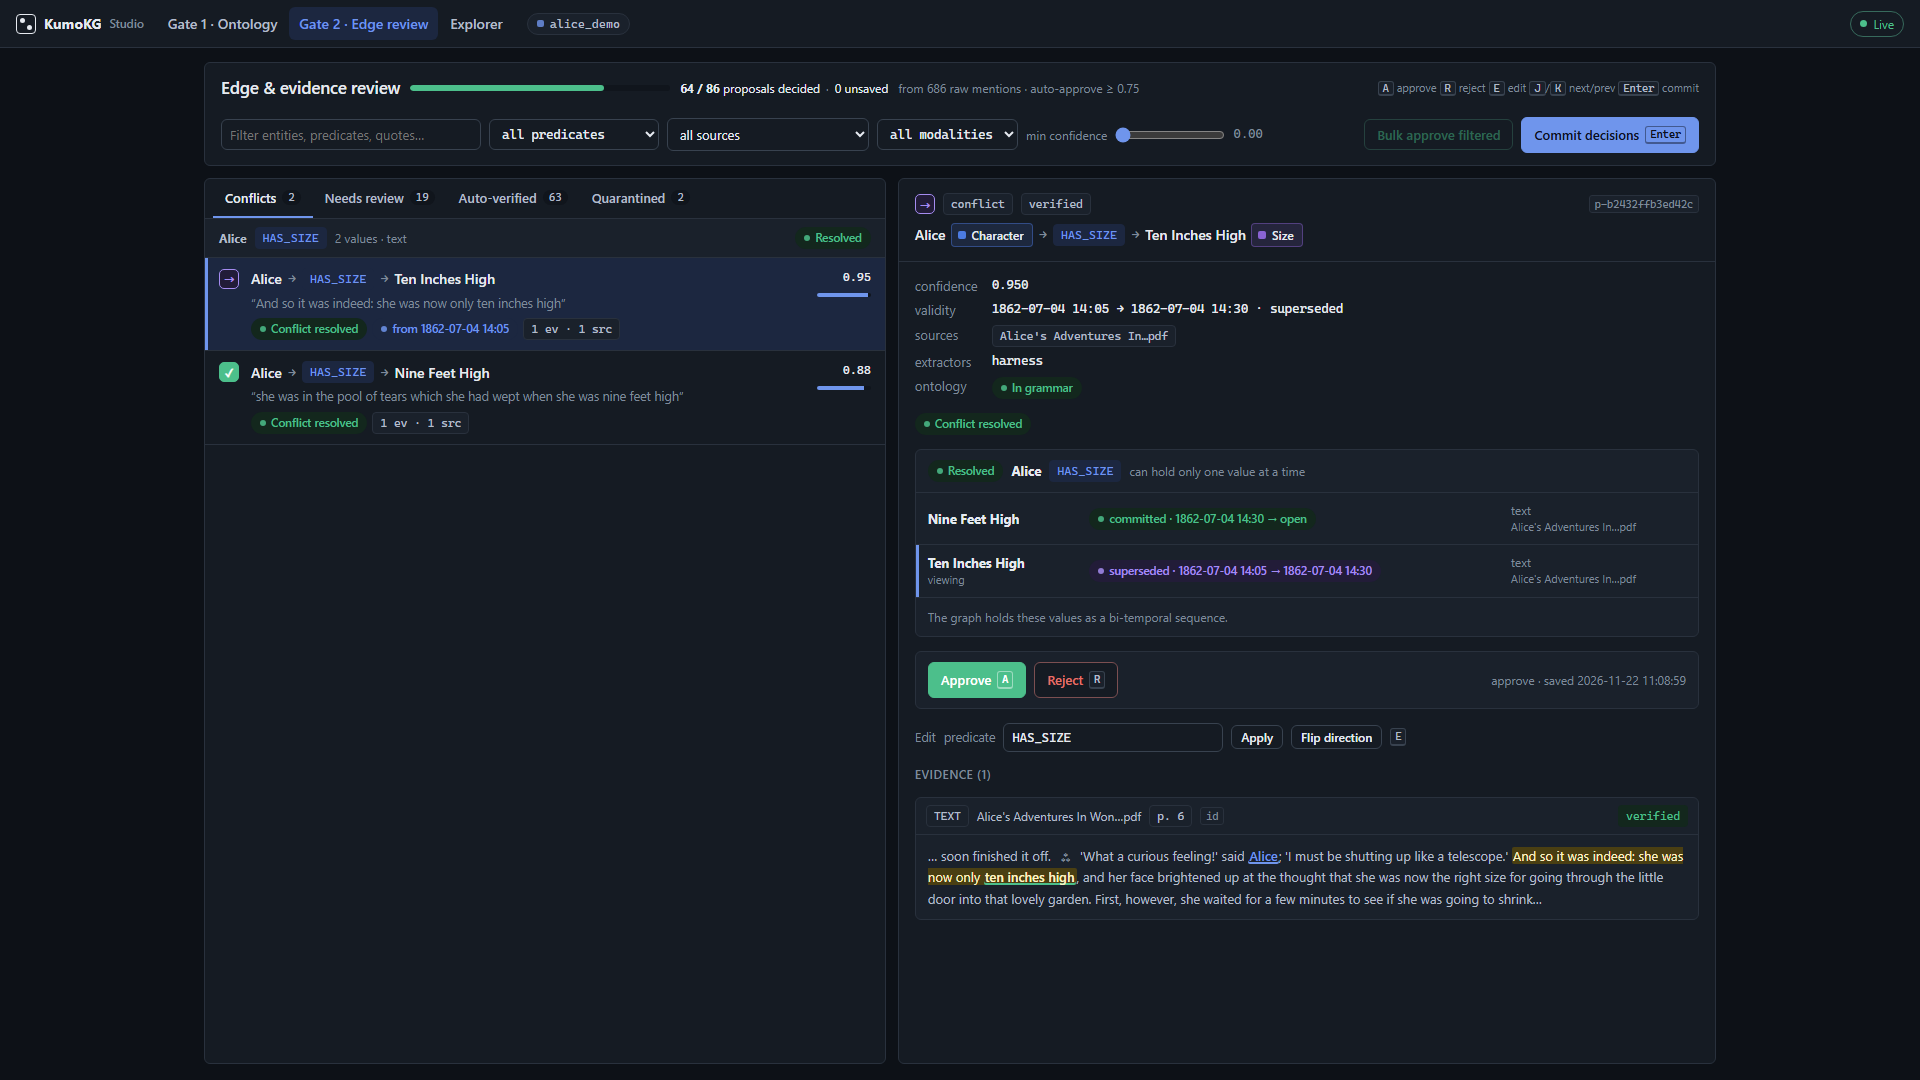 KumoKG Studio Gate 1 · Ontology Gate 2 · Edge review Explorer alice_demo Live
Edge & evidence review 64 / 86 proposals decided · 0 unsaved from 686 raw mentions · auto-approve ≥ 0.75 A approve R reject E edit J/K next/prev Enter commit
Filter entities, predicates, quotes... all predicates all sources all modalities min confidence 0.00 Bulk approve filtered Commit decisions Enter
Conflicts 2 Needs review 19 Auto-verified 63 Quarantined 2
Alice HAS_SIZE 2 values · text Resolved
→ Alice → HAS_SIZE → Ten Inches High 0.95
“And so it was indeed: she was now only ten inches high”
Conflict resolved from 1862-07-04 14:05 1 ev · 1 src
✓ Alice → HAS_SIZE → Nine Feet High 0.88
“she was in the pool of tears which she had wept when she was nine feet high”
Conflict resolved 1 ev · 1 src
→ conflict verified p-b2432ffb3ed42c
Alice Character → HAS_SIZE → Ten Inches High Size
confidence 0.950
validity 1862-07-04 14:05 → 1862-07-04 14:30 · superseded
sources Alice's Adventures In…pdf
extractors harness
ontology In grammar
Conflict resolved
Resolved Alice HAS_SIZE can hold only one value at a time
Nine Feet High committed · 1862-07-04 14:30 → open text
Alice's Adventures In...pdf
Ten Inches High superseded · 1862-07-04 14:05 → 1862-07-04 14:30 text
viewing Alice's Adventures In...pdf
The graph holds these values as a bi-temporal sequence.
Approve A Reject R approve · saved 2026-11-22 11:08:59
Edit predicate HAS_SIZE Apply Flip direction E
EVIDENCE (1)
TEXT Alice's Adventures In Won...pdf p. 6 id verified
... soon finished it off. ⁂ 'What a curious feeling!' said Alice; 'I must be shutting up like a telescope.' And so it was indeed: she was
now only ten inches high, and her face brightened up at the thought that she was now the right size for going through the little
door into that lovely garden. First, however, she waited for a few minutes to see if she was going to shrink...